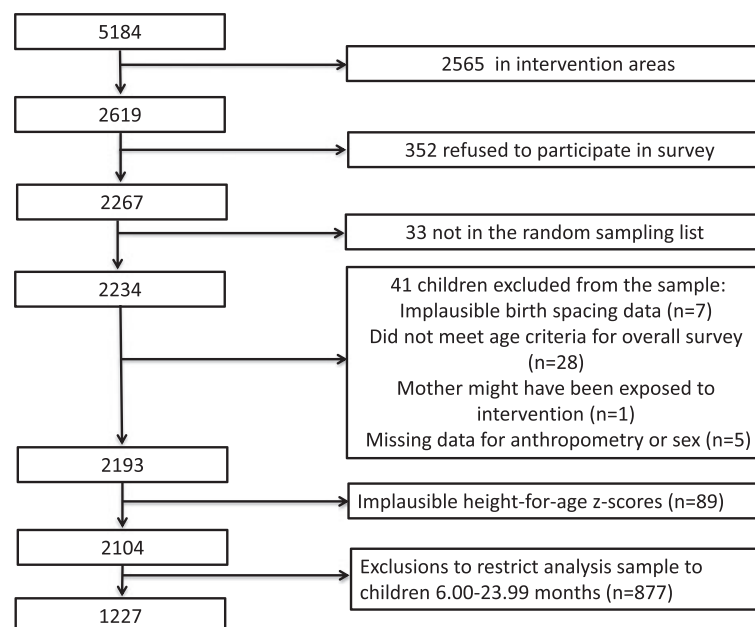 5184
2565 in intervention areas
2619
352 refused to participate in survey
2267
33 not in the random sampling list
2234
41 children excluded from the sample:
Implausible birth spacing data (n=7)
Did not meet age criteria for overall survey
(n=28)
Mother might have been exposed to
intervention (n=1)
Missing data for anthropometry or sex (n=5)
2193
Implausible height-for-age z-scores (n=89)
2104
Exclusions to restrict analysis sample to
children 6.00-23.99 months (n=877)
1227